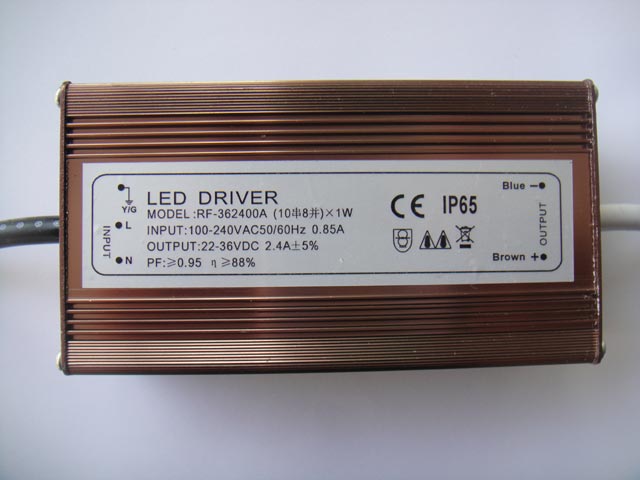 Y/G
L
N
INPUT
LED DRIVER
MODEL:RF-362400A (10串8并)×1W
INPUT:100-240VAC50/60Hz 0.85A
OUTPUT:22-36VDC 2.4A±5%
PF:≥0.95 η≥88%
CE IP65
Blue −
Brown +
OUTPUT